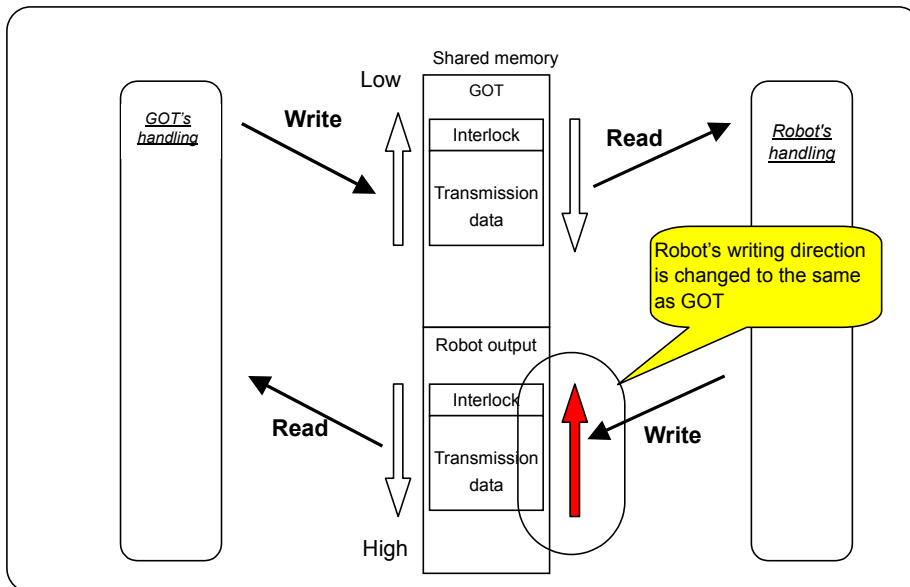 Shared memory
Low
GOT
GOT's
handling
Write
Interlock
Read
Robot's
handling
Transmission
data
Robot's writing direction
is changed to the same
as GOT
Robot output
Interlock
Read
Write
Transmission
data
High